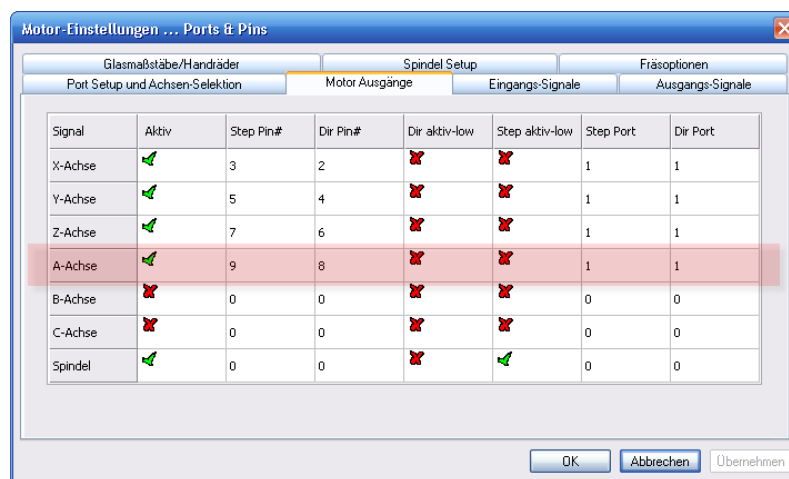 Motor-Einstellungen ... Ports & Pins
Glasmaßstäbe/Handräder Spindel Setup Fräsoptionen
Port Setup und Achsen-Selektion Motor Ausgänge Eingangs-Signale Ausgangs-Signale
Signal Aktiv Step Pin# Dir Pin# Dir aktiv-low Step aktiv-low Step Port Dir Port
X-Achse 3 2 1 1
Y-Achse 5 4 1 1
Z-Achse 7 6 1 1
A-Achse 9 8 1 1
B-Achse 0 0 0 0
C-Achse 0 0 0 0
Spindel 0 0 0 0
OK Abbrechen Übernehmen